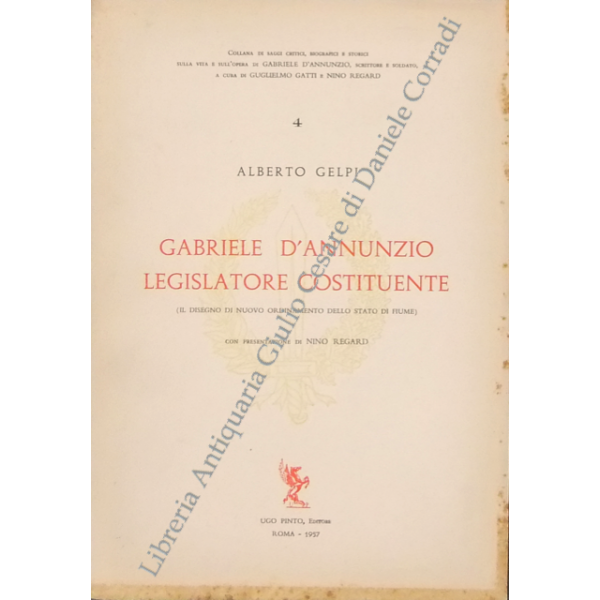 COLLANA DI SAGGI CRITICI, BIOGRAFICI E STORICI
SULLA VITA E SULL'OPERA DI GABRIELE D'ANNUNZIO, SCRITTORE E SOLDATO,
A CURA DI GUGLIELMO GATTI E NINO REGARD
4
ALBERTO GELPI
GABRIELE D'ANNUNZIO
LEGISLATORE COSTITUENTE
(IL DISEGNO DI NUOVO ORDINAMENTO DELLO STATO DI FIUME)
CON PRESENTAZIONE DI NINO REGARD
UGO PINTO, EDITORE
ROMA - 1957
Libreria Antiquaria Giulio Cesare di Daniele Corradi